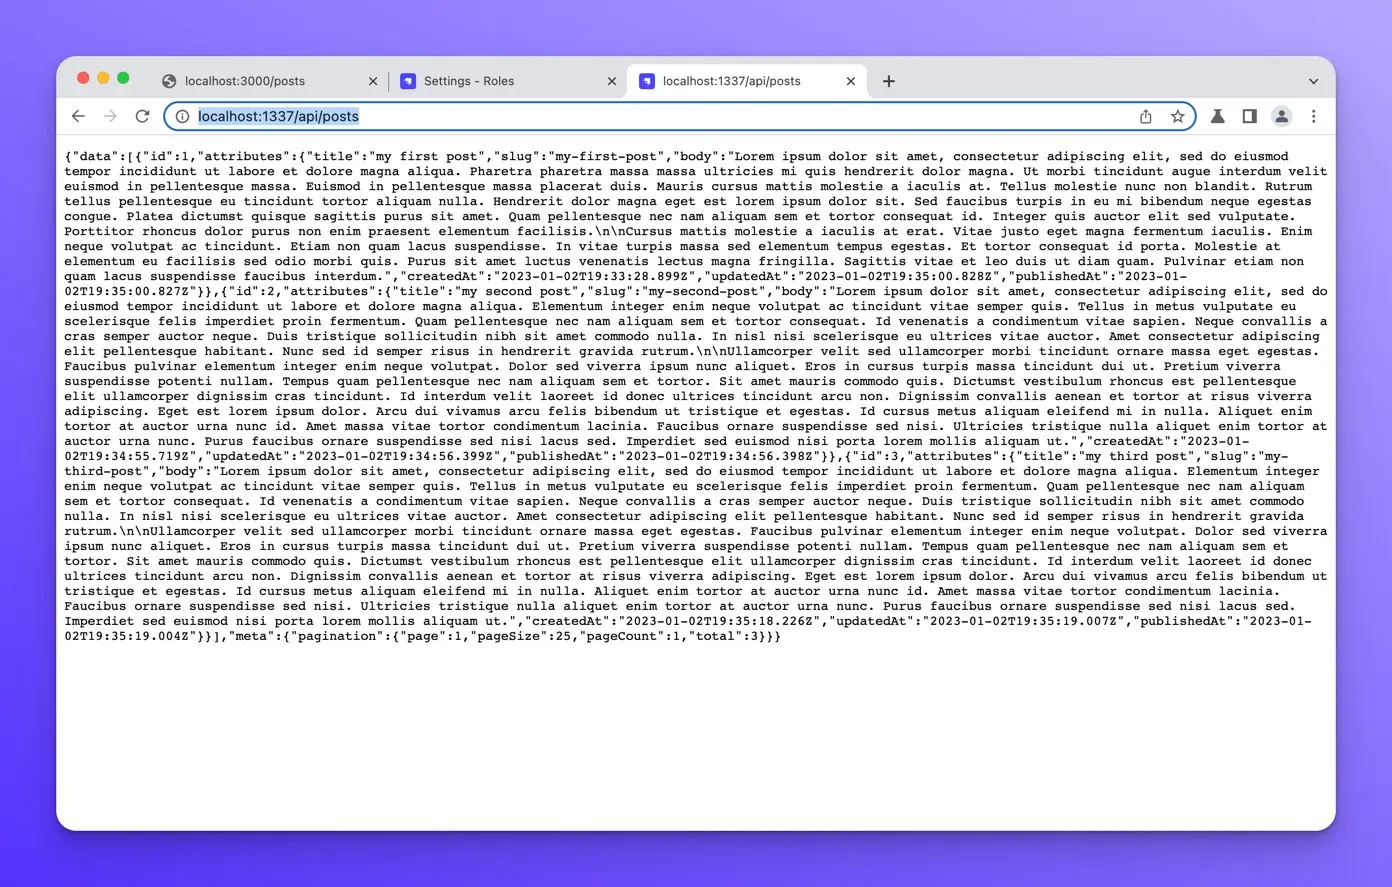 localhost:3000/posts
Settings - Roles
localhost:1337/api/posts
localhost:1337/api/posts
{"data":[{"id":1,"attributes":{"title":"my first post","slug":"my-first-post","body":"Lorem ipsum dolor sit amet, consectetur adipiscing elit, sed do eiusmod
tempor incididunt ut labore et dolore magna aliqua. Pharetra pharetra massa massa ultricies mi quis hendrerit dolor magna. Ut morbi tincidunt augue interdum velit
euismod in pellentesque massa. Euismod in pellentesque massa placerat duis. Mauris cursus mattis molestie a iaculis at. Tellus molestie nunc non blandit. Rutrum
tellus pellentesque eu tincidunt tortor aliquam nulla. Hendrerit dolor magna eget est lorem ipsum dolor sit. Sed faucibus turpis in eu mi bibendum neque egestas
congue. Platea dictumst quisque sagittis purus sit amet. Quam pellentesque nec nam aliquam sem et tortor consequat id. Integer quis auctor elit sed vulputate.
Porttitor rhoncus dolor purus non enim praesent elementum facilisis.\n\nCursus mattis molestie a iaculis at erat. Vitae justo eget magna fermentum iaculis. Enim
neque volutpat ac tincidunt. Etiam non quam lacus suspendisse. In vitae turpis massa sed elementum tempus egestas. Et tortor consequat id porta. Molestie at
elementum eu facilisis sed odio morbi quis. Purus sit amet luctus venenatis lectus magna fringilla. Sagittis vitae et leo duis ut diam quam. Pulvinar etiam non
quam lacus suspendisse faucibus interdum.","createdAt":"2023-01-02T19:33:28.899Z","updatedAt":"2023-01-02T19:35:00.828Z","publishedAt":"2023-01-
02T19:35:00.827Z"}},{"id":2,"attributes":{"title":"my second post","slug":"my-second-post","body":"Lorem ipsum dolor sit amet, consectetur adipiscing elit, sed do
eiusmod tempor incididunt ut labore et dolore magna aliqua. Elementum integer enim neque volutpat ac tincidunt vitae semper quis. Tellus in metus vulputate eu
scelerisque felis imperdiet proin fermentum. Quam pellentesque nec nam aliquam sem et tortor consequat. Id venenatis a condimentum vitae sapien. Neque convallis a
cras semper auctor neque. Duis tristique sollicitudin nibh sit amet commodo nulla. In nisl nisi scelerisque eu ultrices vitae auctor. Amet consectetur adipiscing
elit pellentesque habitant. Nunc sed id semper risus in hendrerit gravida rutrum.\n\nUllamcorper velit sed ullamcorper morbi tincidunt ornare massa eget egestas.
Faucibus pulvinar elementum integer enim neque volutpat. Dolor sed viverra ipsum nunc aliquet. Eros in cursus turpis massa tincidunt dui ut. Pretium viverra
suspendisse potenti nullam. Tempus quam pellentesque nec nam aliquam sem et tortor. Sit amet mauris commodo quis. Dictumst vestibulum rhoncus est pellentesque
elit ullamcorper dignissim cras tincidunt. Id interdum velit laoreet id donec ultrices tincidunt arcu non. Dignissim convallis aenean et tortor at risus viverra
adipiscing. Eget est lorem ipsum dolor. Arcu dui vivamus arcu felis bibendum ut tristique et egestas. Id cursus metus aliquam eleifend mi in nulla. Aliquet enim
tortor at auctor urna nunc id. Amet massa vitae tortor condimentum lacinia. Faucibus ornare suspendisse sed nisi. Ultricies tristique nulla aliquet enim tortor at
auctor urna nunc. Purus faucibus ornare suspendisse sed nisi lacus sed. Imperdiet sed euismod nisi porta lorem mollis aliquam ut.","createdAt":"2023-01-
02T19:34:55.719Z","updatedAt":"2023-01-02T19:34:56.399Z","publishedAt":"2023-01-02T19:34:56.398Z"}},{"id":3,"attributes":{"title":"my third post","slug":"my-
third-post","body":"Lorem ipsum dolor sit amet, consectetur adipiscing elit, sed do eiusmod tempor incididunt ut labore et dolore magna aliqua. Elementum integer
enim neque volutpat ac tincidunt vitae semper quis. Tellus in metus vulputate eu scelerisque felis imperdiet proin fermentum. Quam pellentesque nec nam aliquam
sem et tortor consequat. Id venenatis a condimentum vitae sapien. Neque convallis a cras semper auctor neque. Duis tristique sollicitudin nibh sit amet commodo
nulla. In nisl nisi scelerisque eu ultrices vitae auctor. Amet consectetur adipiscing elit pellentesque habitant. Nunc sed id semper risus in hendrerit gravida
rutrum.\n\nUllamcorper velit sed ullamcorper morbi tincidunt ornare massa eget egestas. Faucibus pulvinar elementum integer enim neque volutpat. Dolor sed viverra
ipsum nunc aliquet. Eros in cursus turpis massa tincidunt dui ut. Pretium viverra suspendisse potenti nullam. Tempus quam pellentesque nec nam aliquam sem et
tortor. Sit amet mauris commodo quis. Dictumst vestibulum rhoncus est pellentesque elit ullamcorper dignissim cras tincidunt. Id interdum velit laoreet id donec
ultrices tincidunt arcu non. Dignissim convallis aenean et tortor at risus viverra adipiscing. Eget est lorem ipsum dolor. Arcu dui vivamus arcu felis bibendum ut
tristique et egestas. Id cursus metus aliquam eleifend mi in nulla. Aliquet enim tortor at auctor urna nunc id. Amet massa vitae tortor condimentum lacinia.
Faucibus ornare suspendisse sed nisi. Ultricies tristique nulla aliquet enim tortor at auctor urna nunc. Purus faucibus ornare suspendisse sed nisi lacus sed.
Imperdiet sed euismod nisi porta lorem mollis aliquam ut.","createdAt":"2023-01-02T19:35:18.226Z","updatedAt":"2023-01-02T19:35:19.007Z","publishedAt":"2023-01-
02T19:35:19.004Z"}}],"meta":{"pagination":{"page":1,"pageSize":25,"pageCount":1,"total":3}}}